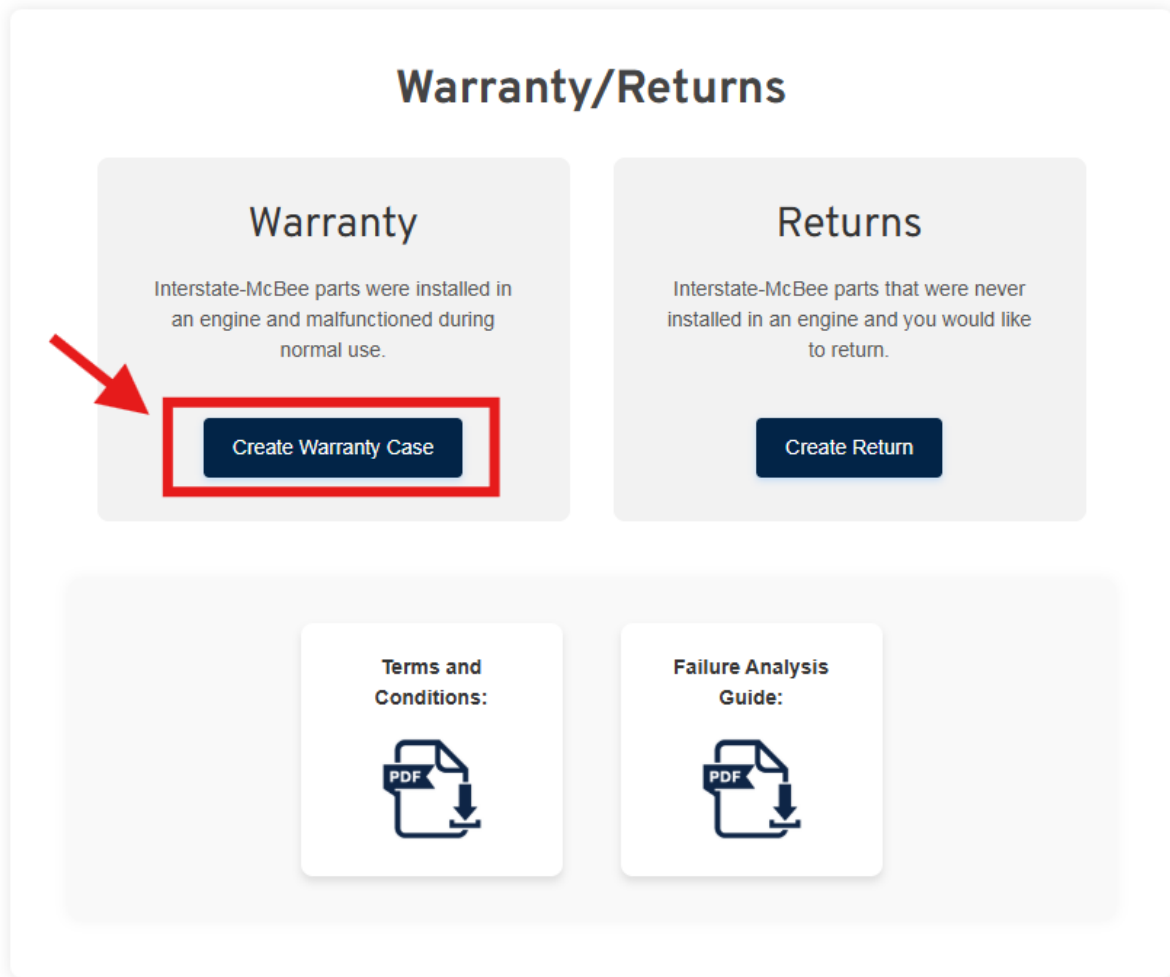 Warranty/Returns
Warranty
Interstate-McBee parts were installed in
an engine and malfunctioned during
normal use.
Create Warranty Case
Returns
Interstate-McBee parts that were never
installed in an engine and you would like
to return.
Create Return
Terms and
Conditions:
PDF
Failure Analysis
Guide:
PDF